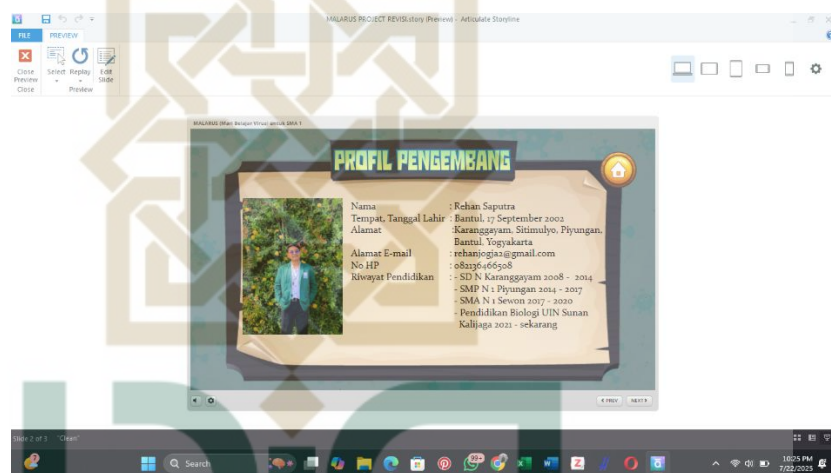 MALARUS PROJECT REVISI.story (Preview) - Articulate Storyline
FILE PREVIEW
Close Preview
Select
Replay
Edit Slide
Close
Preview
MALARUS (Mari Belajar Virus) untuk SMA 1
PROFIL PENGEMBANG
Nama : Rehan Saputra
Tempat, Tanggal Lahir : Bantul, 17 September 2002
Alamat :Karanggayam, Sitimulyo, Piyungan,
Bantul, Yogyakarta
Alamat E-mail : rehanjogja2@gmail.com
No HP : 082136466508
Riwayat Pendidikan : - SD N Karanggayam 2008 - 2014
- SMP N 1 Piyungan 2014 - 2017
- SMA N 1 Sewon 2017 - 2020
- Pendidikan Biologi UIN Sunan
Kalijaga 2021 - sekarang
PREV NEXT
Slide 2 of 3 "Clean"
Search
99+
10:25 PM
7/22/2025